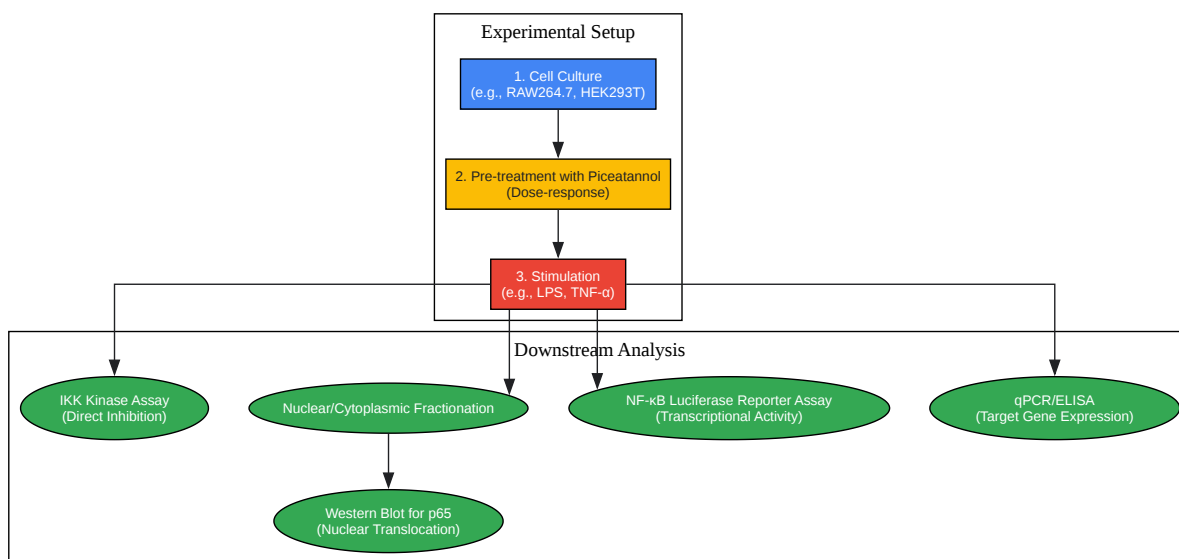 Experimental Setup
1. Cell Culture
(e.g., RAW264.7, HEK293T)
2. Pre-treatment with Piceatannol
(Dose-response)
3. Stimulation
(e.g., LPS, TNF-α)
Downstream Analysis
IKK Kinase Assay
(Direct Inhibition)
Nuclear/Cytoplasmic Fractionation
NF-κB Luciferase Reporter Assay
(Transcriptional Activity)
qPCR/ELISA
(Target Gene Expression)
Western Blot for p65
(Nuclear Translocation)